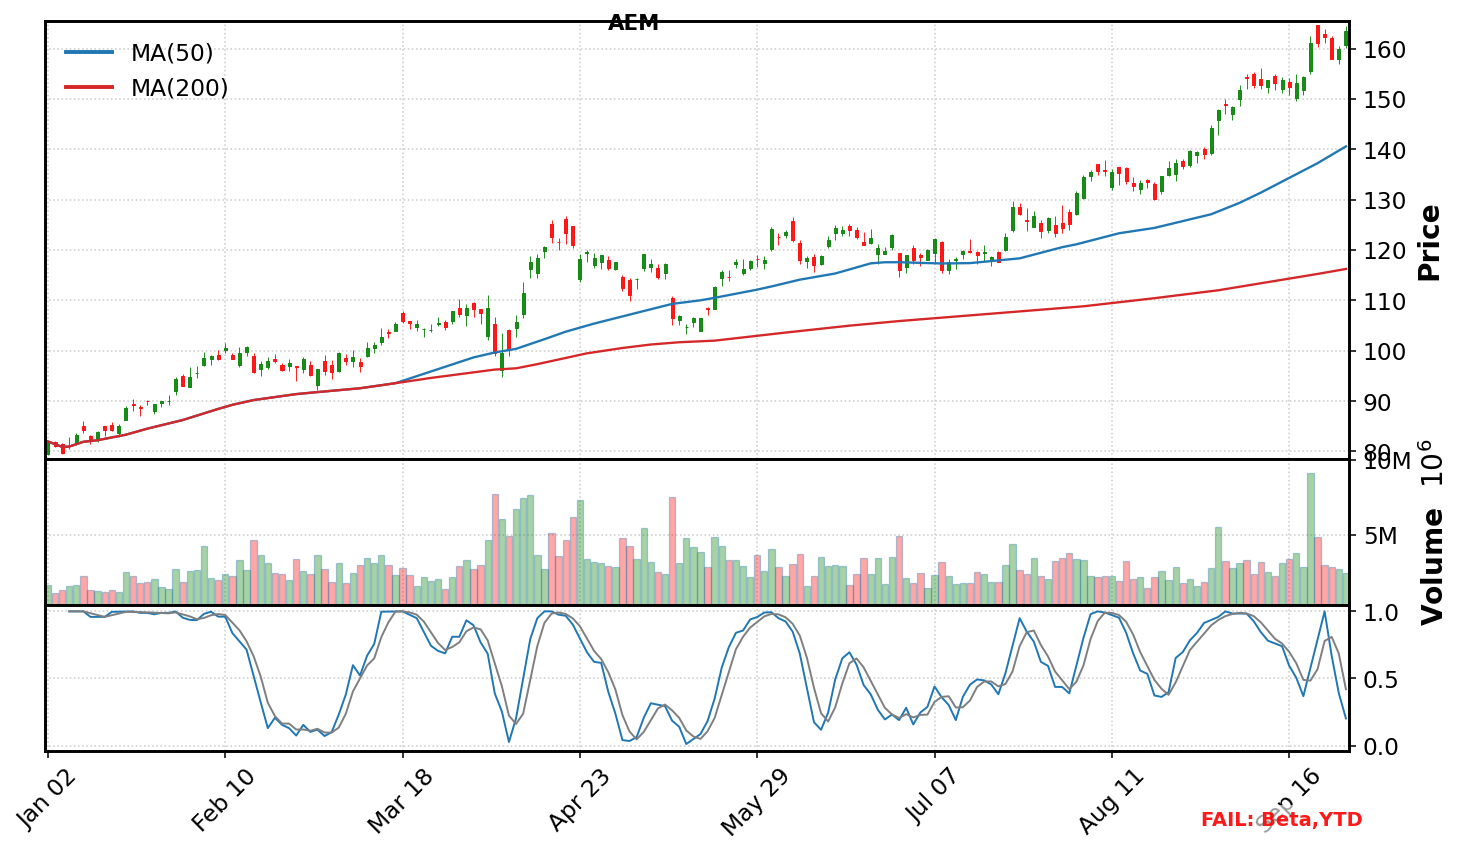 AEM
MA(50)
MA(200)
160
150
140
130
120
110
100
90
80
Price
10M
5M
Volume 10^6
1.0
0.5
0.0
Jan 02
Feb 10
Mar 18
Apr 23
May 29
Jul 07
Aug 11
Sep 16
FAIL: Beta,YTD